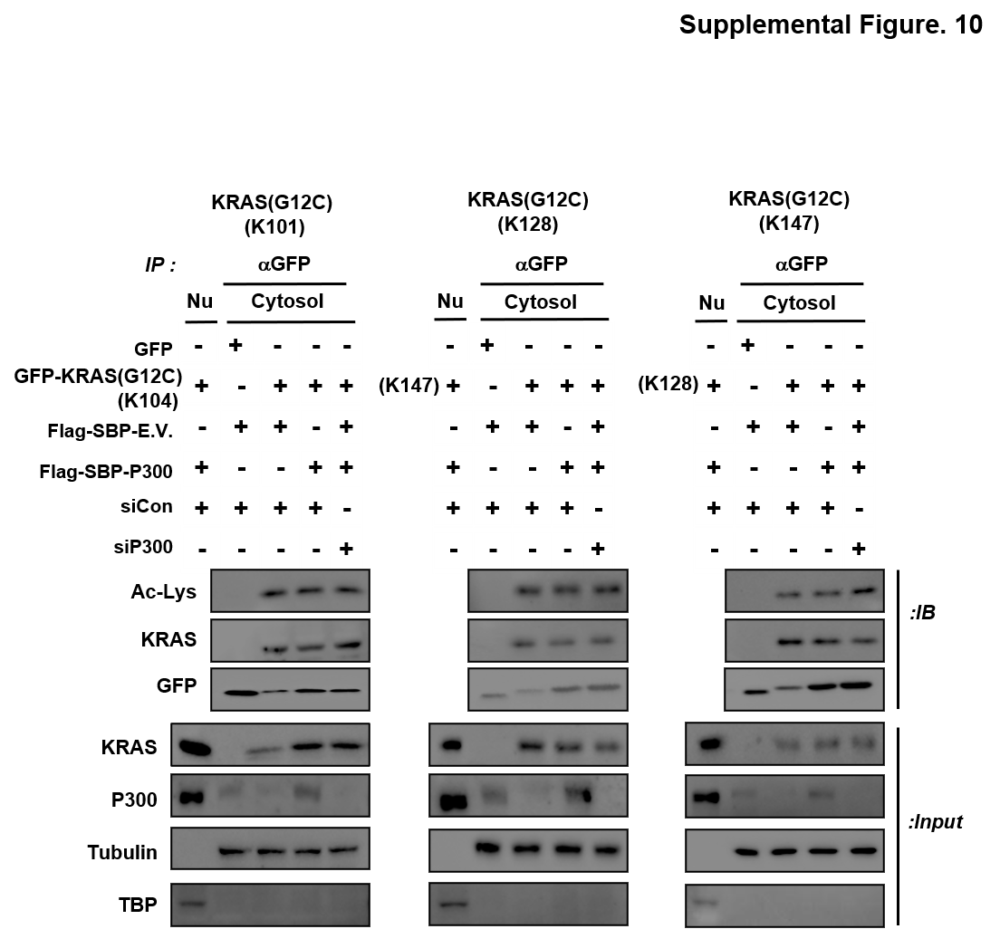 Supplemental Figure. 10
KRAS(G12C) KRAS(G12C) KRAS(G12C)
(K101) (K128) (K147)
IP : αGFP αGFP αGFP
Nu Cytosol Nu Cytosol Nu Cytosol
GFP - + - - - - + - - - - + - - -
GFP-KRAS(G12C) + - + + + (K147) + - + + + (K128) + - + + +
(K104)
Flag-SBP-E.V. - + + - + - + + - + - + + - +
Flag-SBP-P300 + - - + + + - - + + + - - + +
siCon + + + + - + + + + - + + + + -
siP300 - - - - + - - - - + - - - - +
Ac-Lys
:IB
KRAS
GFP
KRAS
P300
:Input
Tubulin
TBP